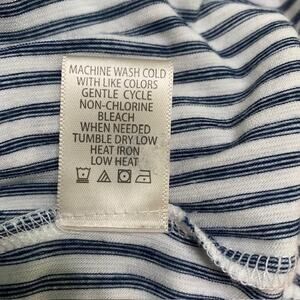 MACHINE WASH COLD
WITH LIKE COLORS
GENTLE CYCLE
NON-CHLORINE
BLEACH
WHEN NEEDED
TUMBLE DRY LOW
HEAT IRON
LOW HEAT